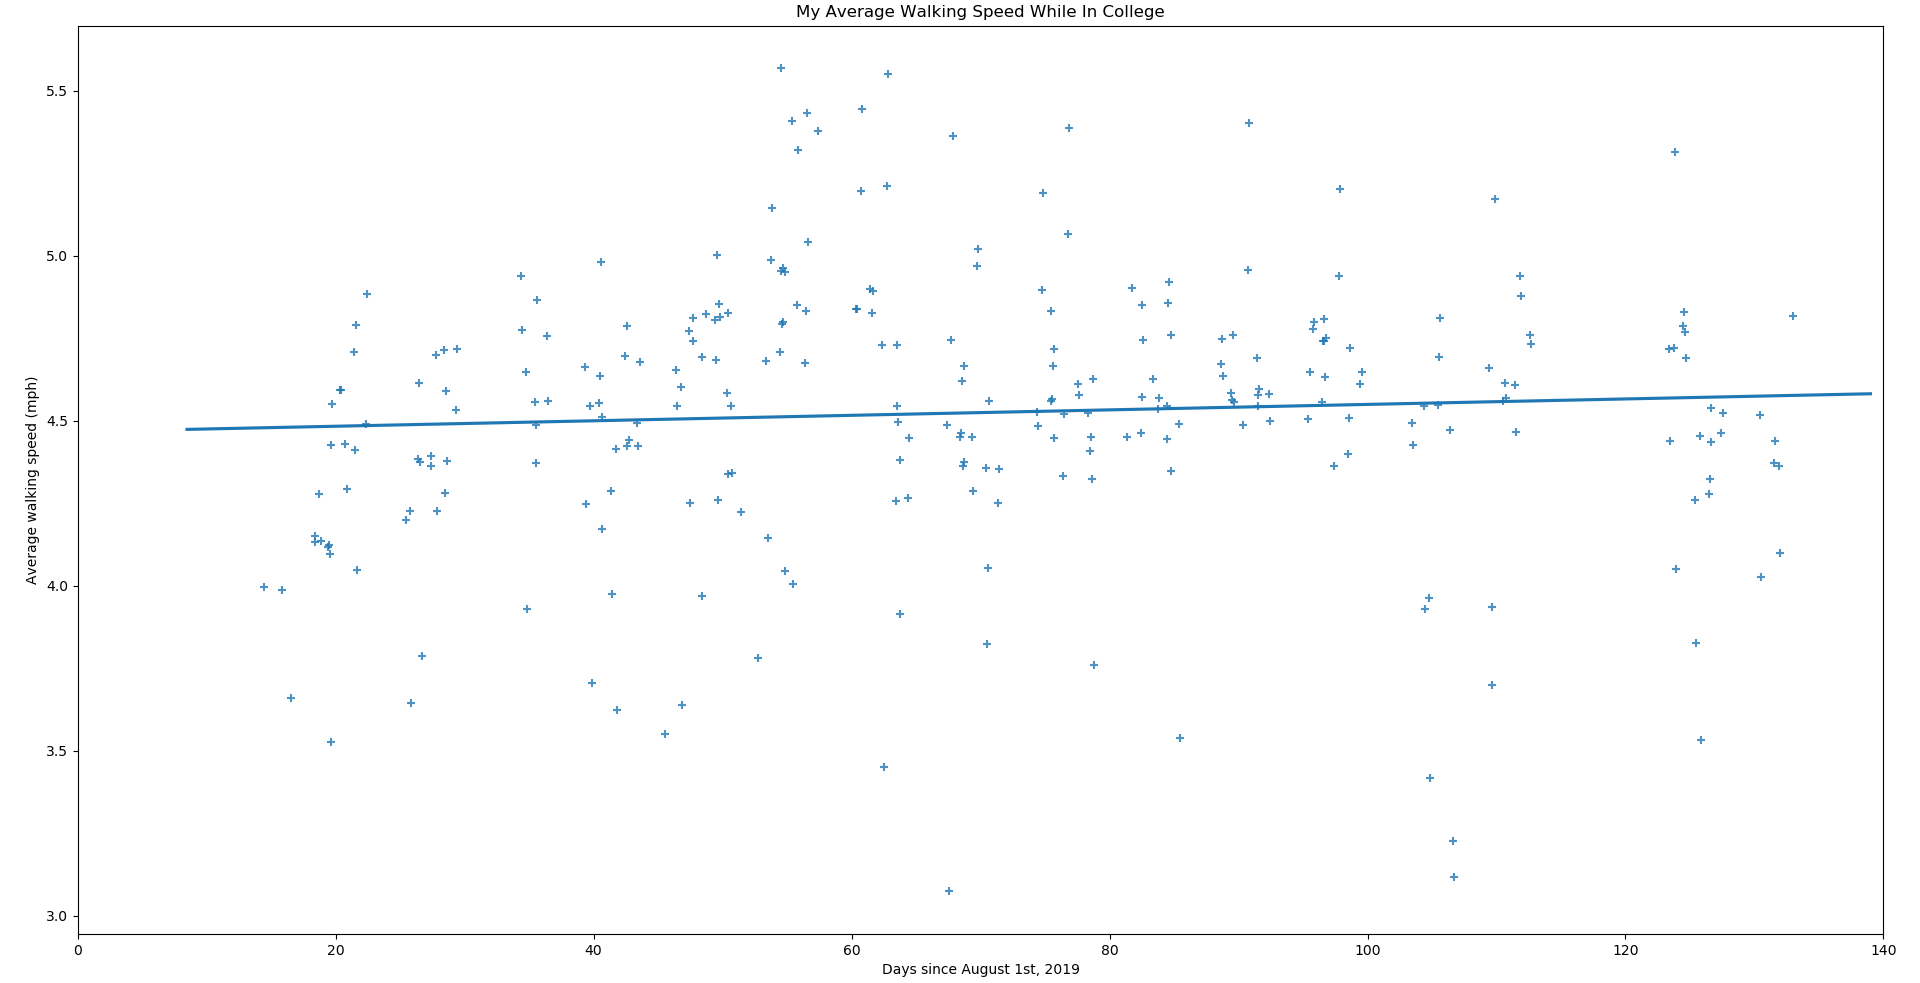 My Average Walking Speed While In College
5.5
5.0
4.5
4.0
3.5
3.0
Average walking speed (mph)
0 20 40 60 80 100 120 140
Days since August 1st, 2019